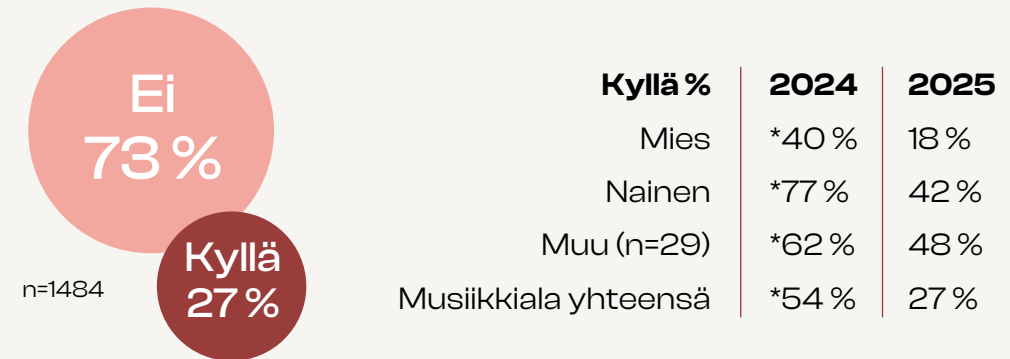 Ei
73 %
Kyllä
27 %
n=1484
Kyllä % 2024 2025
Mies *40 % 18 %
Nainen *77 % 42 %
Muu (n=29) *62 % 48 %
Musiikkiala yhteensä *54 % 27 %